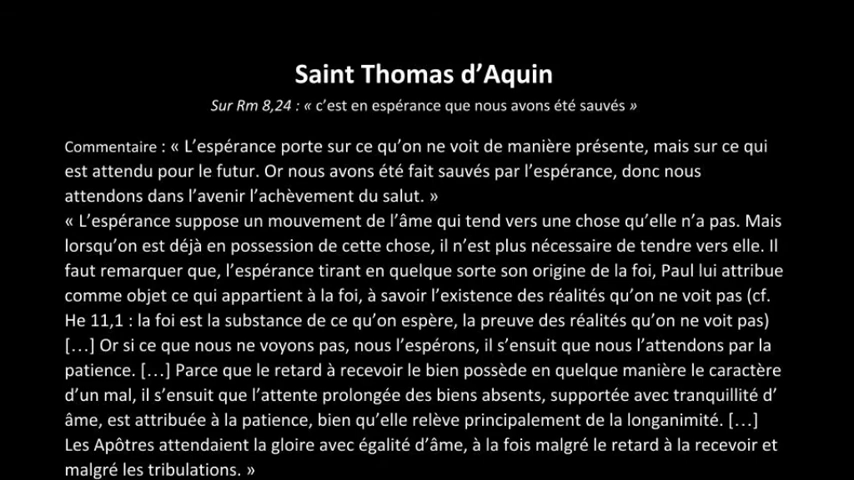 Saint Thomas d’Aquin
Sur Rm 8,24 : « c’est en espérance que nous avons été sauvés »
Commentaire : « L’espérance porte sur ce qu’on ne voit de manière présente, mais sur ce qui
est attendu pour le futur. Or nous avons été fait sauvés par l’espérance, donc nous
attendons dans l’avenir l’achèvement du salut. »
« L’espérance suppose un mouvement de l’âme qui tend vers une chose qu’elle n’a pas. Mais
lorsqu’on est déjà en possession de cette chose, il n’est plus nécessaire de tendre vers elle. Il
faut remarquer que, l’espérance tirant en quelque sorte son origine de la foi, Paul lui attribue
comme objet ce qui appartient à la foi, à savoir l’existence des réalités qu’on ne voit pas (cf.
He 11,1 : la foi est la substance de ce qu’on espère, la preuve des réalités qu’on ne voit pas)
[…] Or si ce que nous ne voyons pas, nous l’espérons, il s’ensuit que nous l’attendons par la
patience. […] Parce que le retard à recevoir le bien possède en quelque manière le caractère
d’un mal, il s’ensuit que l’attente prolongée des biens absents, supportée avec tranquillité d’
âme, est attribuée à la patience, bien qu’elle relève principalement de la longanimité. […]
Les Apôtres attendaient la gloire avec égalité d’âme, à la fois malgré le retard à la recevoir et
malgré les tribulations. »